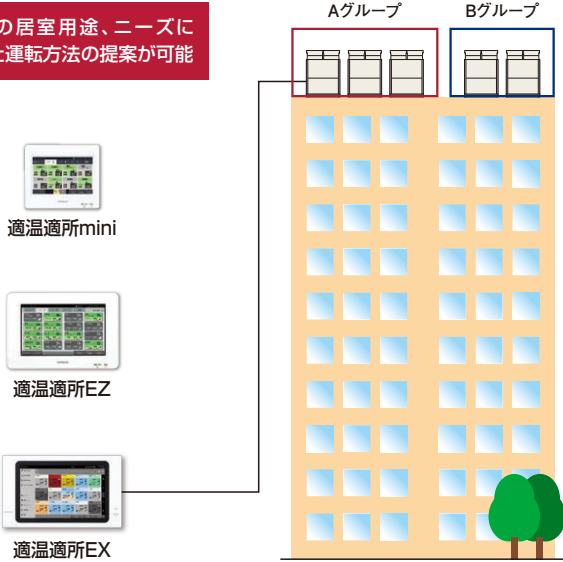 の居室用途、ニーズに
運転方法の提案が可能
Aグループ
Bグループ
適温適所mini
適温適所EZ
適温適所EX